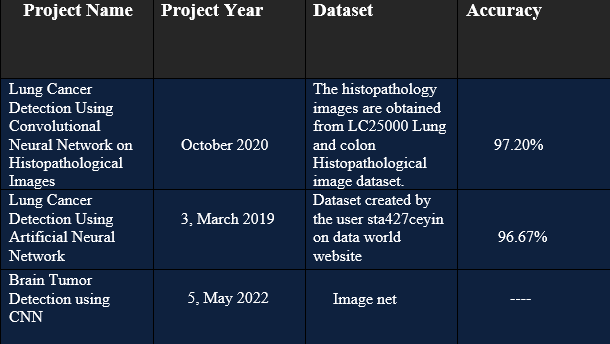 Project Name
Project Year
Dataset
Accuracy
Lung Cancer
Detection Using
Convolutional
Neural Network on
Histopathological
Images
October 2020
The histopathology
images are obtained
from LC25000 Lung
and colon
Histopathological
image dataset.
97.20%
Lung Cancer
Detection Using
Artificial Neural
Network
3, March 2019
Dataset created by
the user sta427ceyin
on data world
website
96.67%
Brain Tumor
Detection using
CNN
5, May 2022
Image net
----